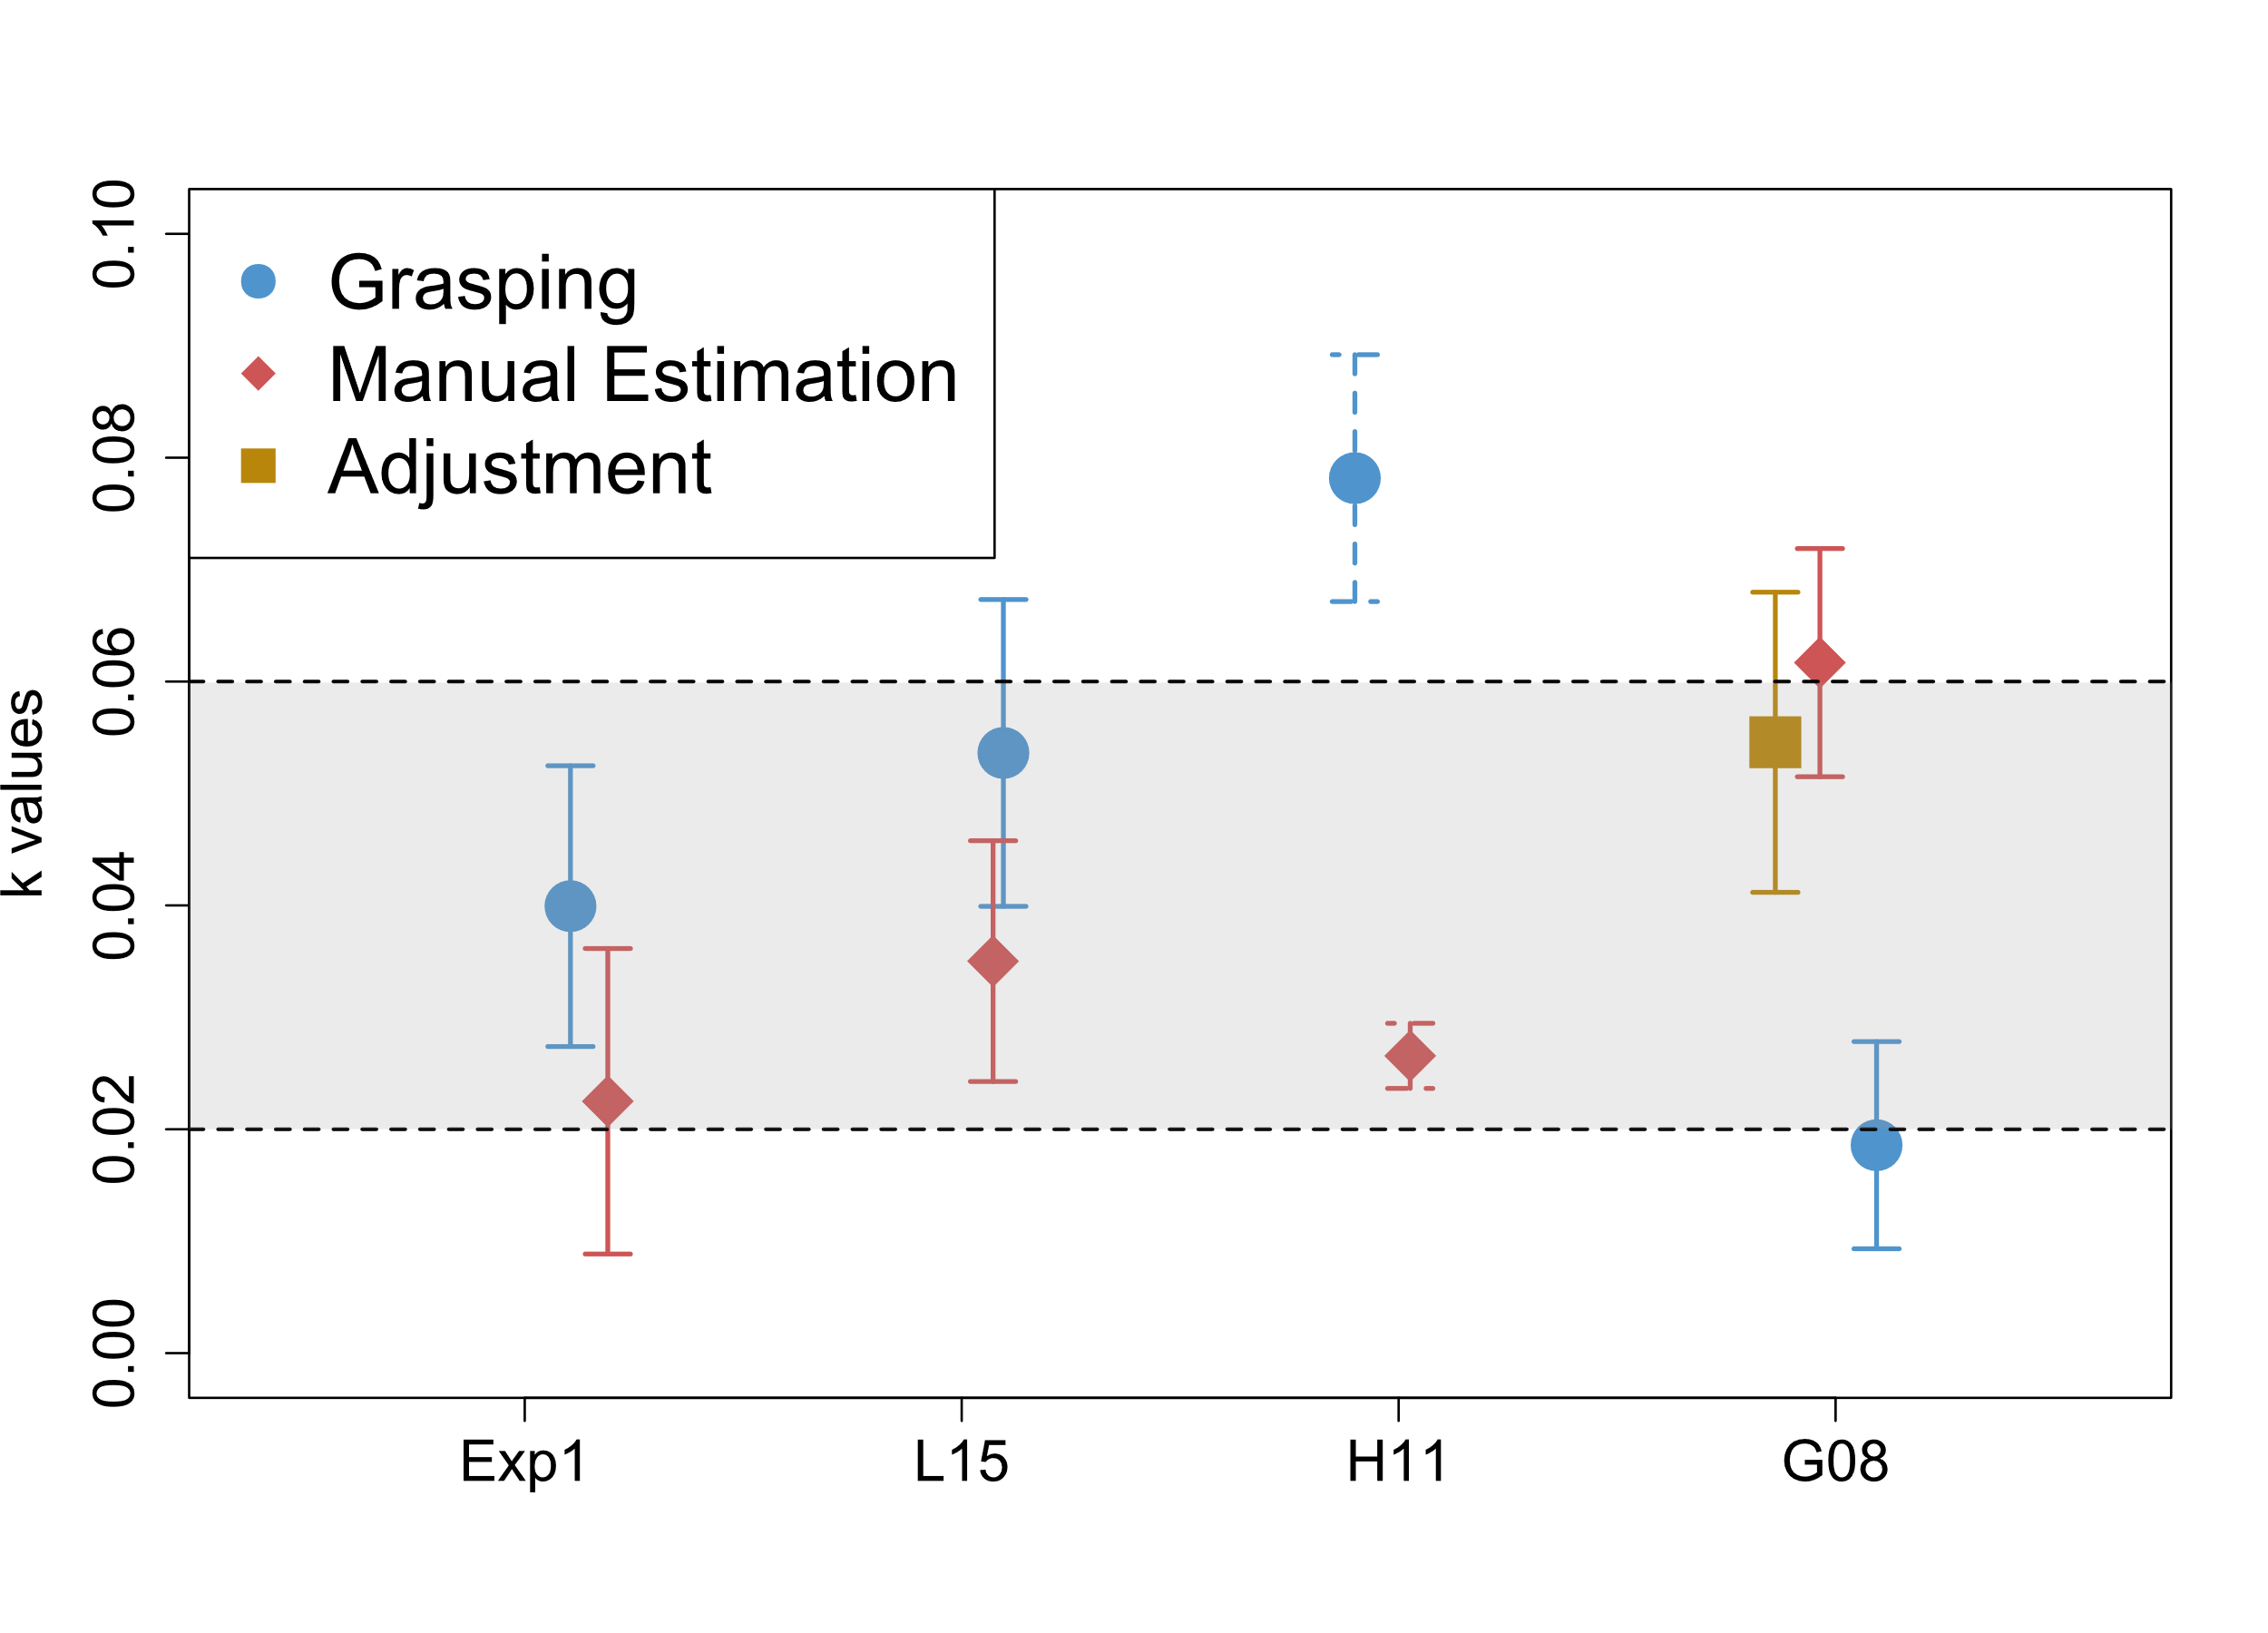 Grasping
Manual Estimation
Adjustment
k values
0.10
0.08
0.06
0.04
0.02
0.00
Exp1 L15 H11 G08